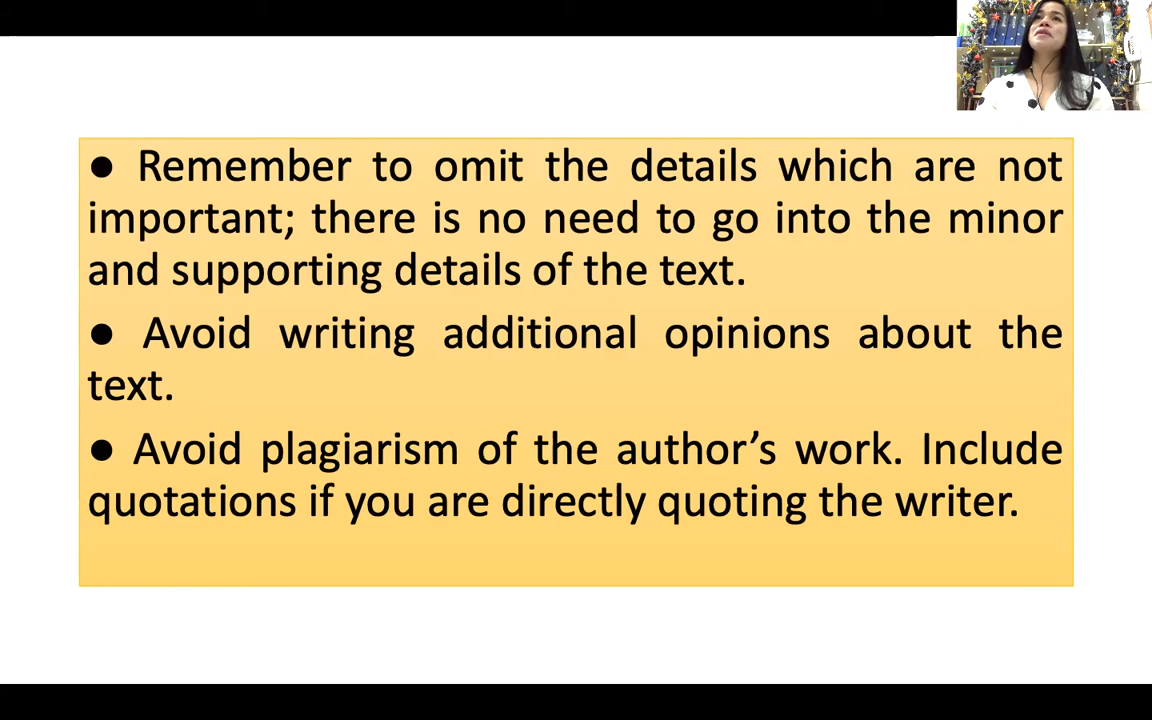 ● Remember to omit the details which are not
important; there is no need to go into the minor
and supporting details of the text.
● Avoid writing additional opinions about the
text.
● Avoid plagiarism of the author’s work. Include
quotations if you are directly quoting the writer.